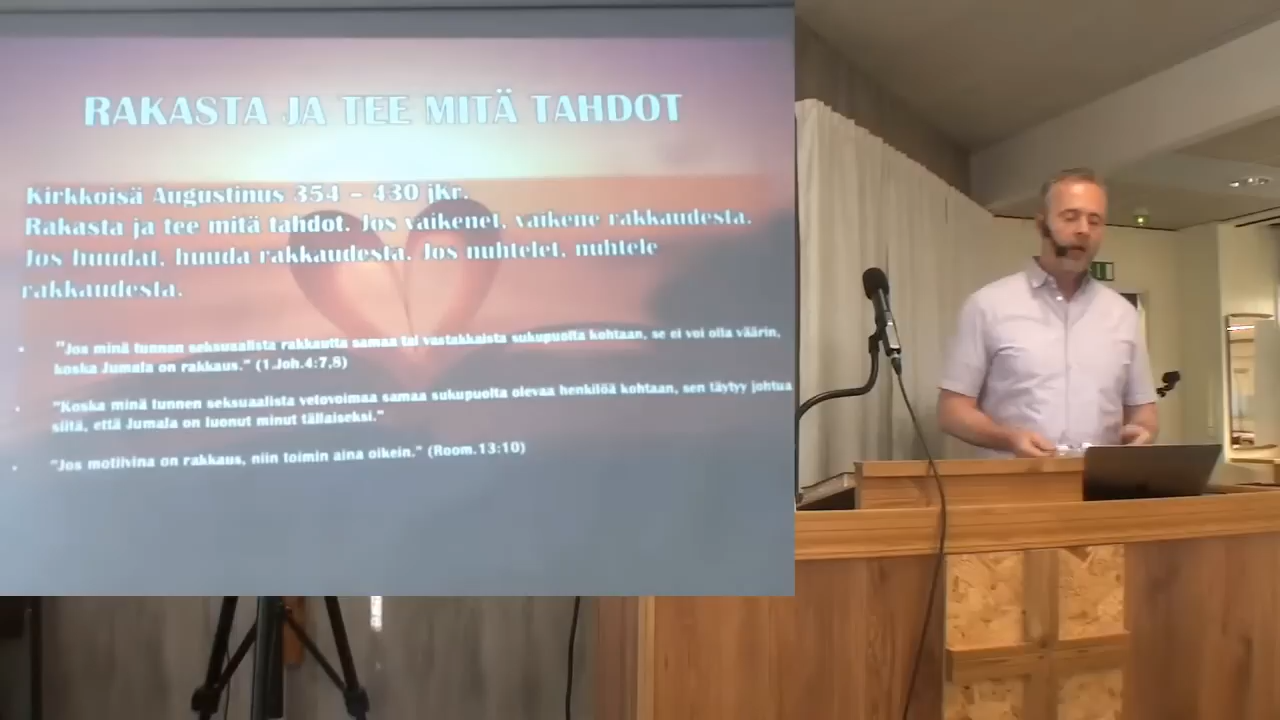 RAKASTA JA TEE MITÄ TAHDOT
Kirkkoisä Augustinus 354 – 430 jKr.
Rakasta ja tee mitä tahdot. Jos vaikenet, vaikene rakkaudesta.
Jos huudat, huuda rakkaudesta. Jos nuhtelet, nuhtele
rakkaudesta.
• "Jos minä tunnen seksuaalista rakkautta samaa tai vastakkaista sukupuolta kohtaan, se ei voi olla väärin,
koska Jumala on rakkaus." (1.Joh.4:7,8)
• "Koska minä tunnen seksuaalista vetovoimaa samaa sukupuolta olevaa henkilöä kohtaan, sen täytyy johtua
siitä, että Jumala on luonut minut tällaiseksi."
• "Jos motiivina on rakkaus, niin toimin aina oikein." (Room.13:10)